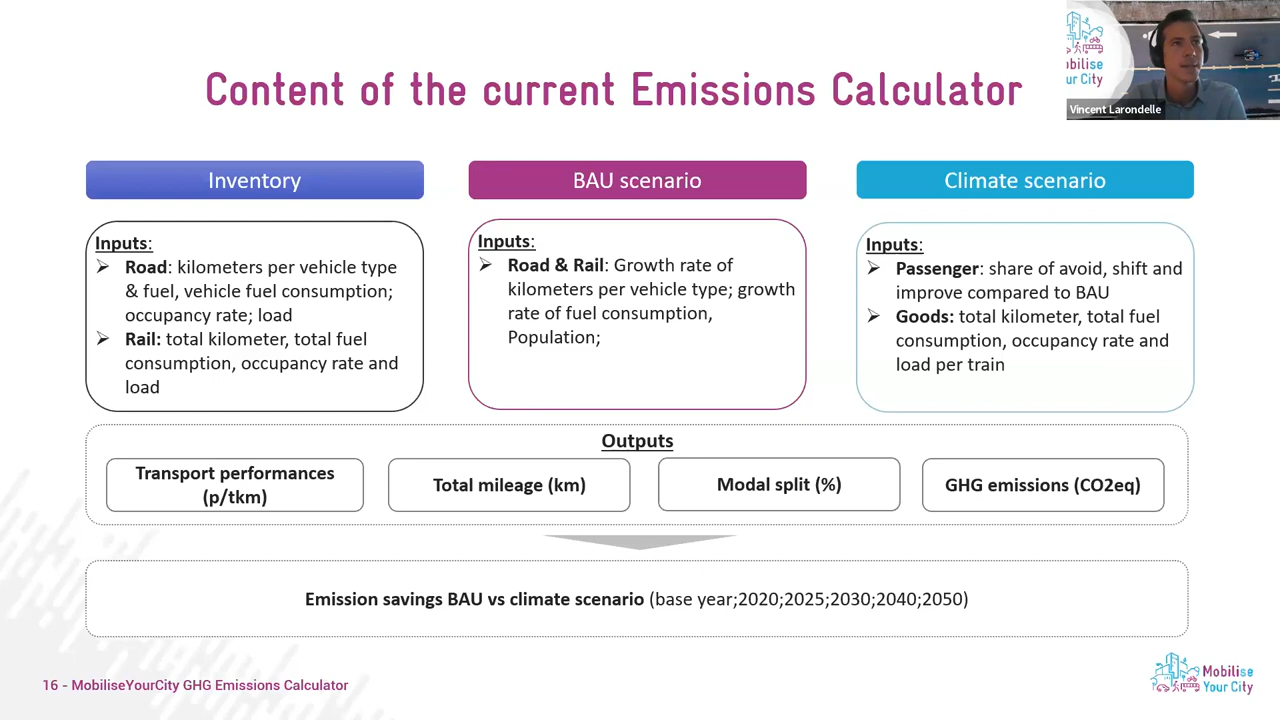 Content of the current Emissions Calculator
Mobilise
Your City
Vincent Larondelle
Inventory
BAU scenario
Climate scenario
Inputs:
Road: kilometers per vehicle type
& fuel, vehicle fuel consumption;
occupancy rate; load
Rail: total kilometer, total fuel
consumption, occupancy rate and
load
Inputs:
Road & Rail: Growth rate of
kilometers per vehicle type; growth
rate of fuel consumption,
Population;
Inputs:
Passenger: share of avoid, shift and
improve compared to BAU
Goods: total kilometer, total fuel
consumption, occupancy rate and
load per train
Outputs
Transport performances
(p/tkm)
Total mileage (km)
Modal split (%)
GHG emissions (CO2eq)
Emission savings BAU vs climate scenario (base year;2020;2025;2030;2040;2050)
16 - MobiliseYourCity GHG Emissions Calculator
Mobilise
Your City